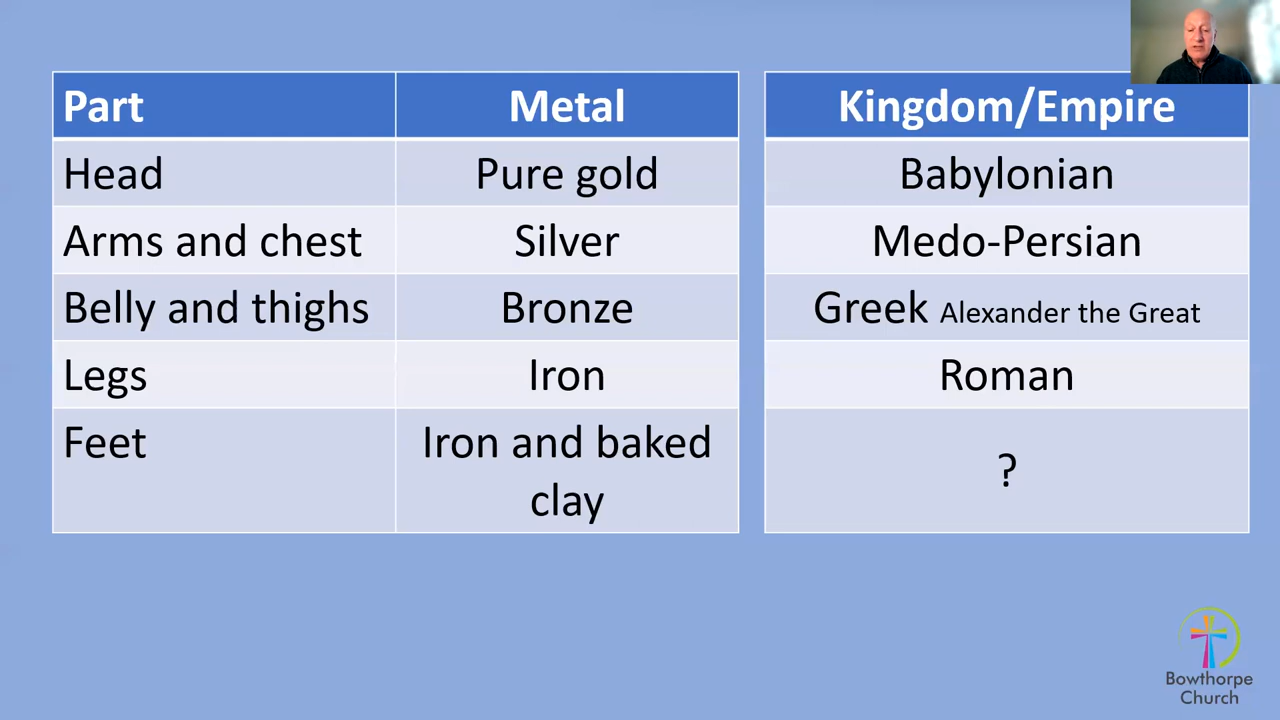 Part Metal Kingdom/Empire
Head Pure gold Babylonian
Arms and chest Silver Medo-Persian
Belly and thighs Bronze Greek Alexander the Great
Legs Iron Roman
Feet Iron and baked
clay
?
Bowthorpe
Church